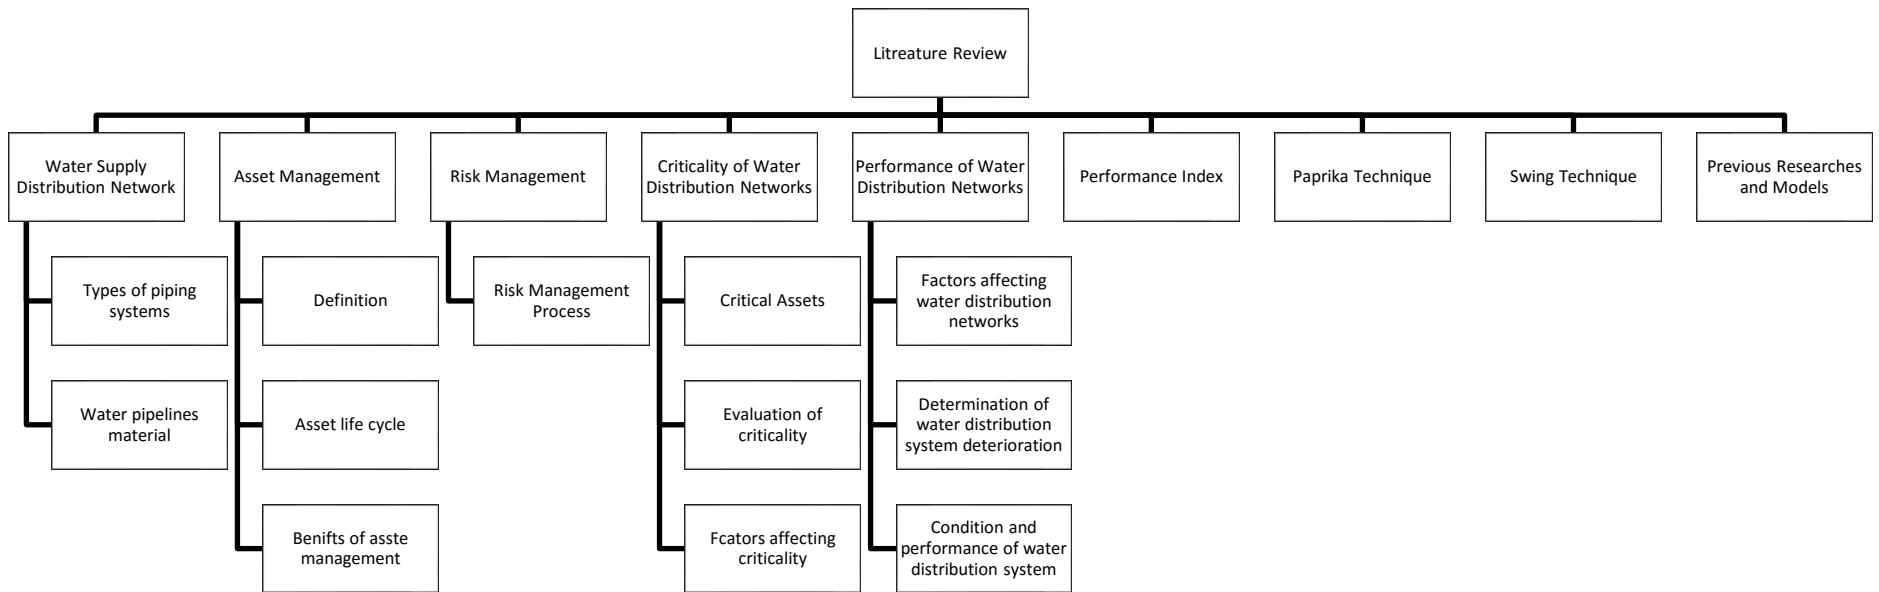 Litreature Review
Water Supply
Distribution Network
Asset Management
Risk Management
Criticality of Water
Distribution Networks
Performance of Water
Distribution Networks
Performance Index
Paprika Technique
Swing Technique
Previous Researches
and Models
Types of piping
systems
Water pipelines
material
Definition
Asset life cycle
Benifts of asste
management
Risk Management
Process
Critical Assets
Evaluation of
criticality
Fcators affecting
criticality
Factors affecting
water distribution
networks
Determination of
water distribution
system deterioration
Condition and
performance of water
distribution system